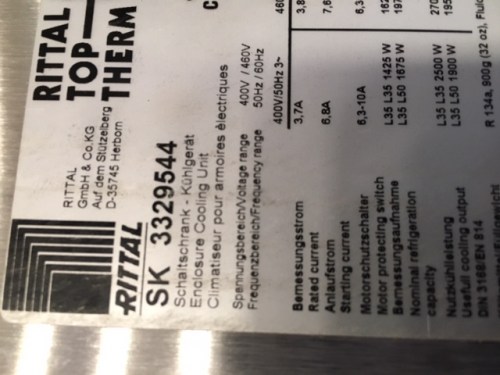 RITTAL
TOP
THERM
RITTAL
GmbH & Co.KG
Auf dem Stützelberg
D-35745 Herborn
RITTAL
SK 3329544
Schaltschrank - Kühlgerät
Enclosure Cooling Unit
Climatiseur pour armoires électriques
Spannungsbereich/Voltage range 400V / 460V
Frequenzbereich/Frequency range 50Hz / 60Hz
400V/50Hz 3~
Bemessungsstrom 3,7A
Rated current
Anlaufstrom 6,8A
Starting current
Motorschutzschalter 6,3-10A
Motor protecting switch
Bemessungsaufnahme L35 L35 1425 W
Nominal refrigeration L35 L50 1675 W
capacity
Nutzkühlleistung L35 L35 2500 W
Usefull cooling output L35 L50 1900 W
DIN 3168/EN 814
R 134a, 900g (32 oz),